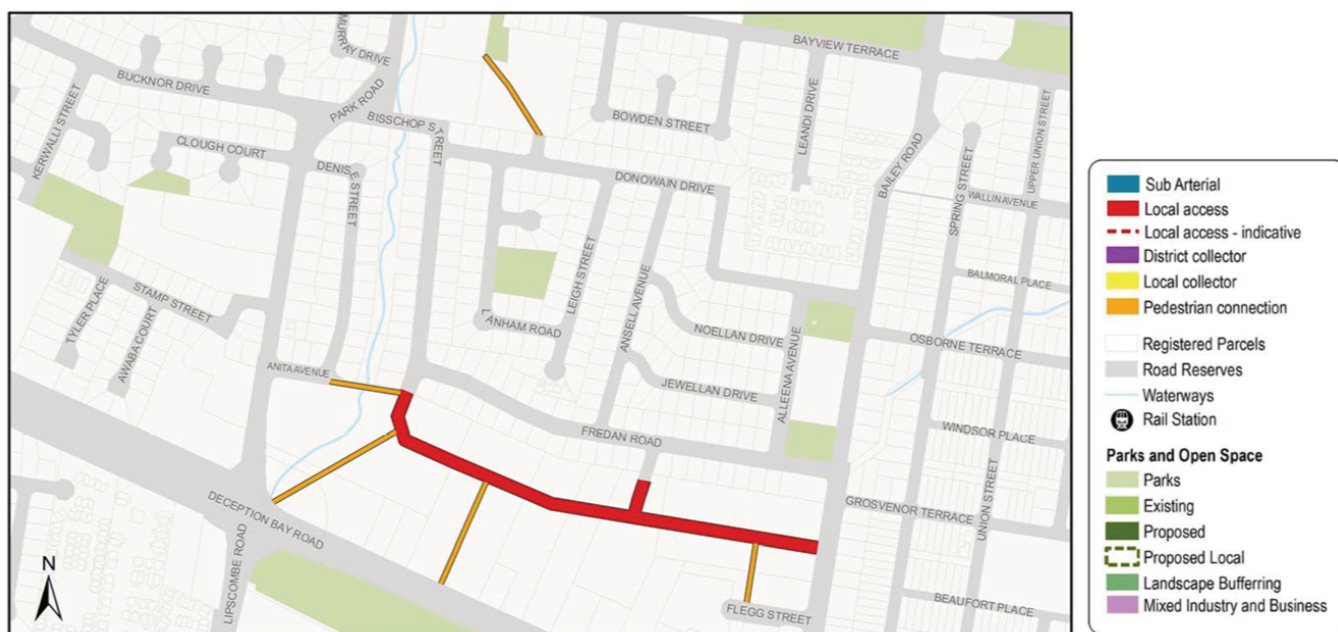 MURRAY DRIVE
BAYVIEW TERRACE
BUCKNOR DRIVE
PARK ROAD
BISSCHOP STREET
BOWDEN STREET
LEANDI DRIVE
BAILEY ROAD
UPPER UNION STREET
KERWALLI STREET
CLOUGH COURT
DENISE STREET
DONOWAIN DRIVE
SPRING STREET
WALLIN AVENUE
STAMP STREET
TYLER PLACE
AWABA COURT
LANHAM ROAD
LEIGH STREET
ANSELL AVENUE
NOELLAN DRIVE
ALLEENA AVENUE
BALMORAL PLACE
OSBORNE TERRACE
ANITA AVENUE
JEWELLAN DRIVE
FREDAN ROAD
WINDSOR PLACE
UNION STREET
GROSVENOR TERRACE
DECEPTION BAY ROAD
LIPSCOMBE ROAD
FLEGG STREET
BEAUFORT PLACE
N
Sub Arterial
Local access
Local access - indicative
District collector
Local collector
Pedestrian connection
Registered Parcels
Road Reserves
Waterways
Rail Station
Parks and Open Space
Parks
Existing
Proposed
Proposed Local
Landscape Bufferring
Mixed Industry and Business